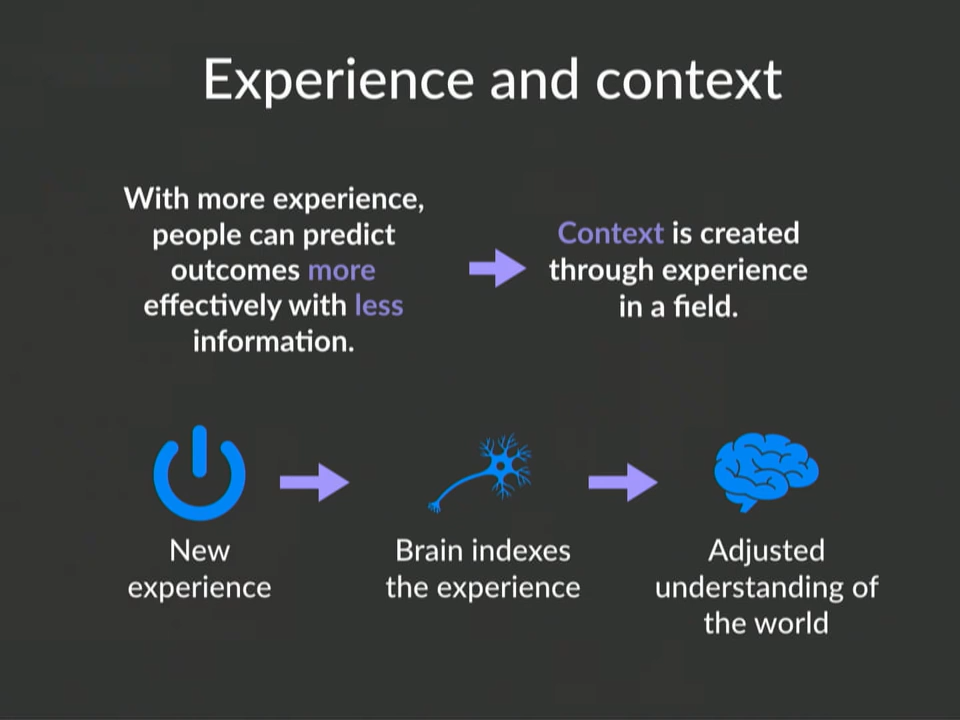 Experience and context
With more experience,
people can predict
outcomes more
effectively with less
information.
Context is created
through experience
in a field.
New
experience
Brain indexes
the experience
Adjusted
understanding of
the world